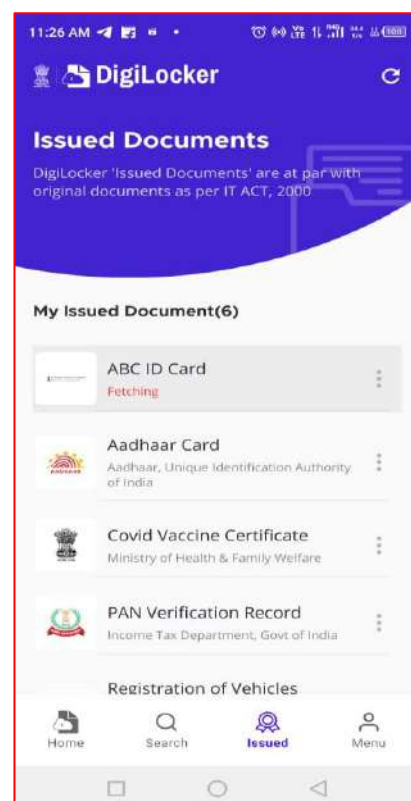 11:26 AM
DigiLocker
Issued Documents
DigiLocker 'Issued Documents' are at par with
original documents as per IT ACT, 2000
My Issued Document(6)
ABC ID Card
Fetching
Aadhaar Card
Aadhaar, Unique Identification Authority
of India
Covid Vaccine Certificate
Ministry of Health & Family Welfare
PAN Verification Record
Income Tax Department, Govt of India
Registration of Vehicles
Home
Search
Issued
Menu